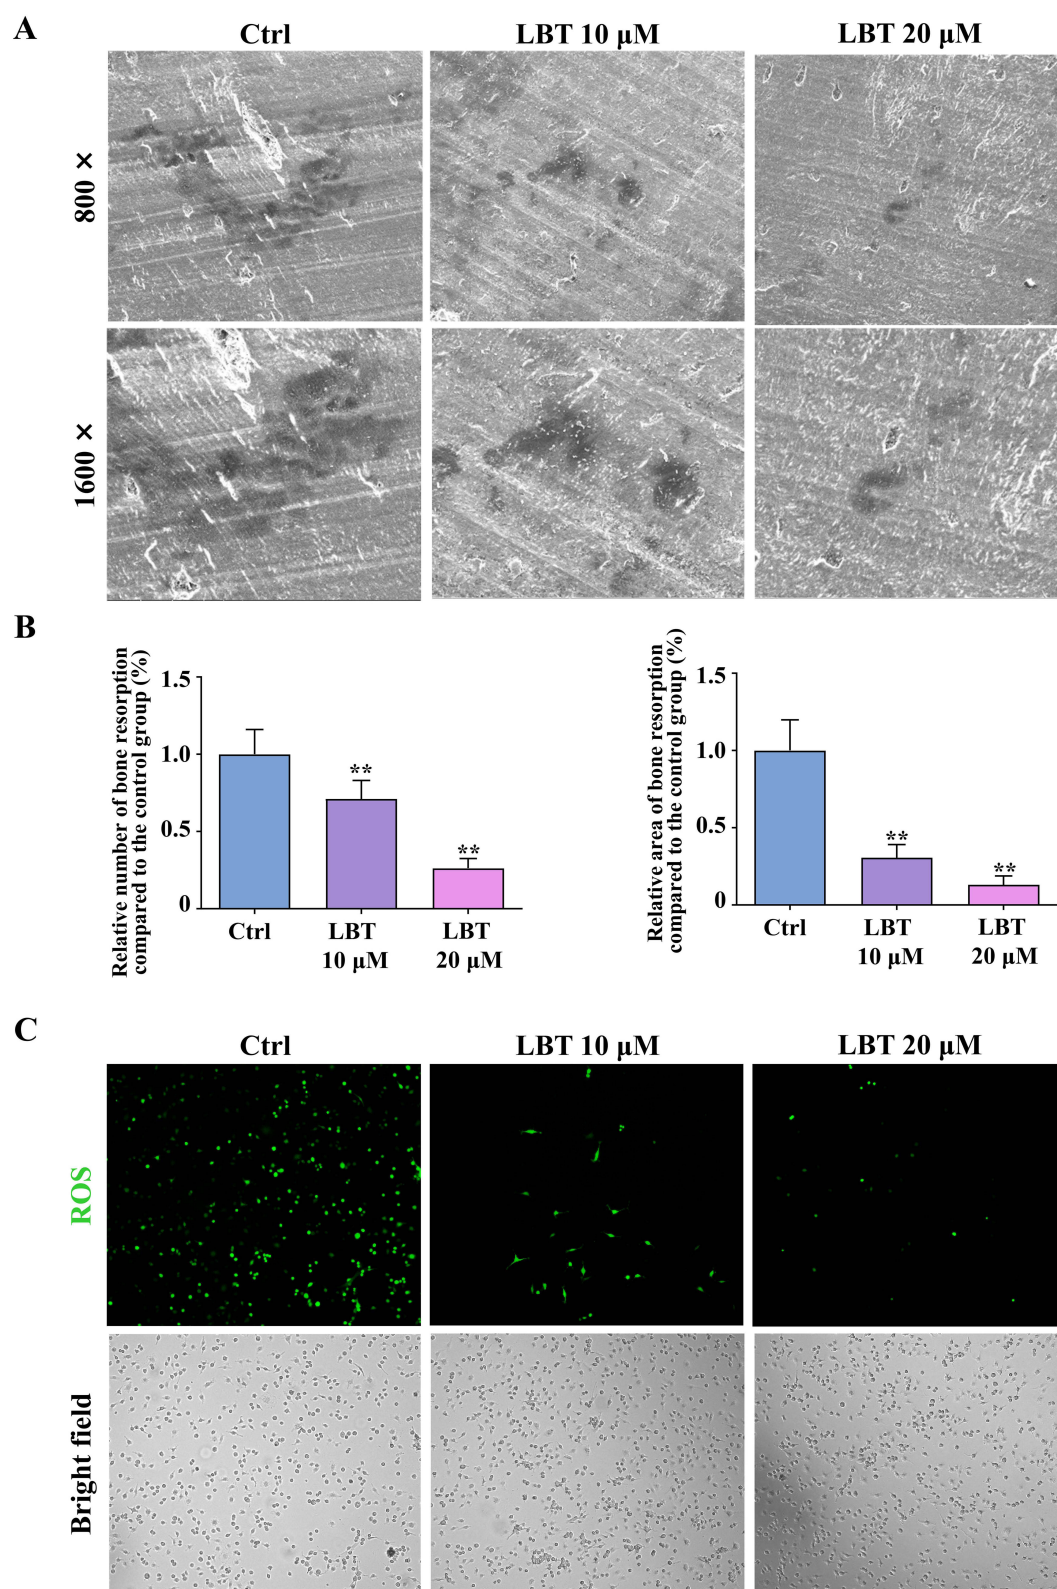 A
Ctrl
LBT 10 μM
LBT 20 μM
800 ×
1600 ×
B
Relative number of bone resorption
compared to the control group (%)
1.5
1.0
0.5
0
**
**
Ctrl
LBT
10 μM
LBT
20 μM
Relative area of bone resorption
compared to the control group (%)
1.5
1.0
0.5
0
**
**
Ctrl
LBT
10 μM
LBT
20 μM
C
Ctrl
LBT 10 μM
LBT 20 μM
ROS
Bright field